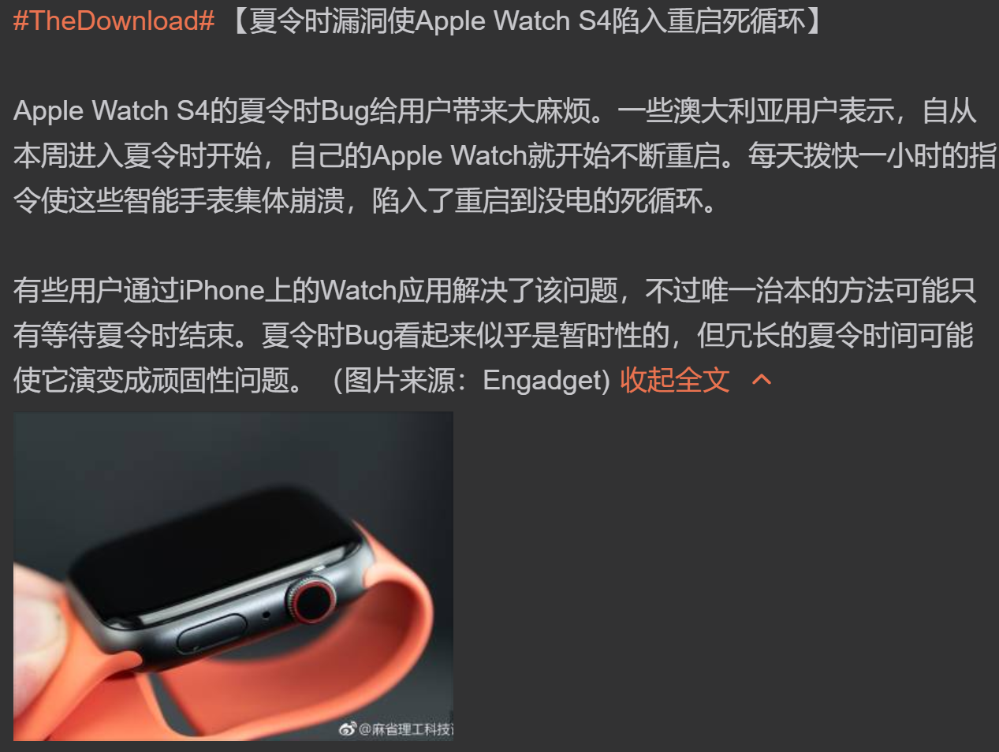 #TheDownload# 【夏令时漏洞使Apple Watch S4陷入重启死循环】
Apple Watch S4的夏令时Bug给用户带来大麻烦。一些澳大利亚用户表示，自从
本周进入夏令时开始，自己的Apple Watch就开始不断重启。每天拨快一小时的指
令使这些智能手表集体崩溃，陷入了重启到没电的死循环。
有些用户通过iPhone上的Watch应用解决了该问题，不过唯一治本的方法可能只
有等待夏令时结束。夏令时Bug看起来似乎是暂时性的，但冗长的夏令时间可能
使它演变成顽固性问题。（图片来源：Engadget) 收起全文
@麻省理工科技